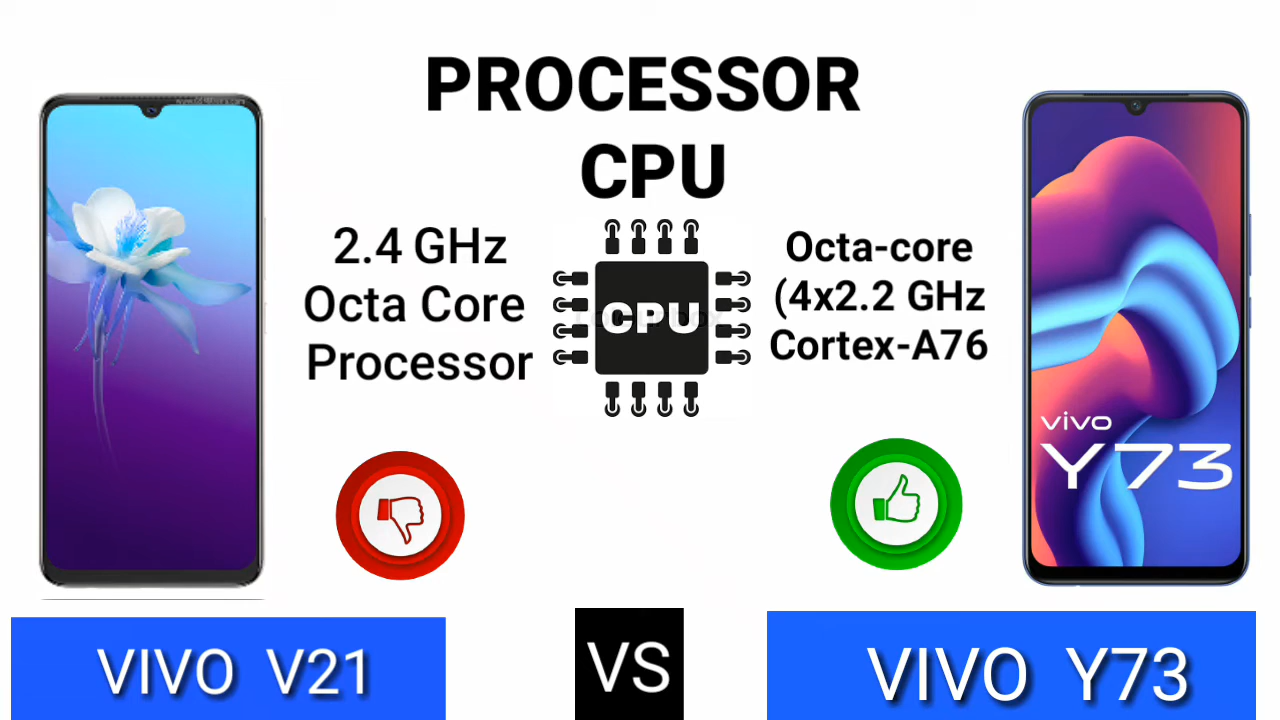 PROCESSOR
CPU
2.4 GHz
Octa Core
Processor
CPU
Octa-core
(4x2.2 GHz
Cortex-A76
vivo
Y73
VIVO V21
VS
VIVO Y73